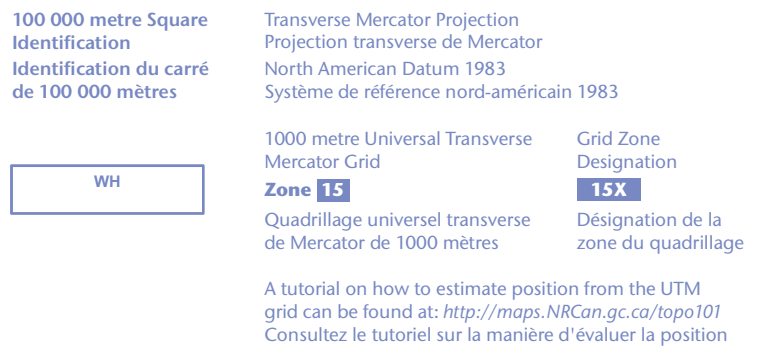 100 000 metre Square
Identification
Identification du carré
de 100 000 mètres
WH
Transverse Mercator Projection
Projection transverse de Mercator
North American Datum 1983
Système de référence nord-américain 1983
1000 metre Universal Transverse
Mercator Grid
Zone 15
Quadrillage universel transverse
de Mercator de 1000 mètres
Grid Zone
Designation
15X
Désignation de la
zone du quadrillage
A tutorial on how to estimate position from the UTM
grid can be found at: http://maps.NRCan.gc.ca/topo101
Consultez le tutoriel sur la manière d'évaluer la position